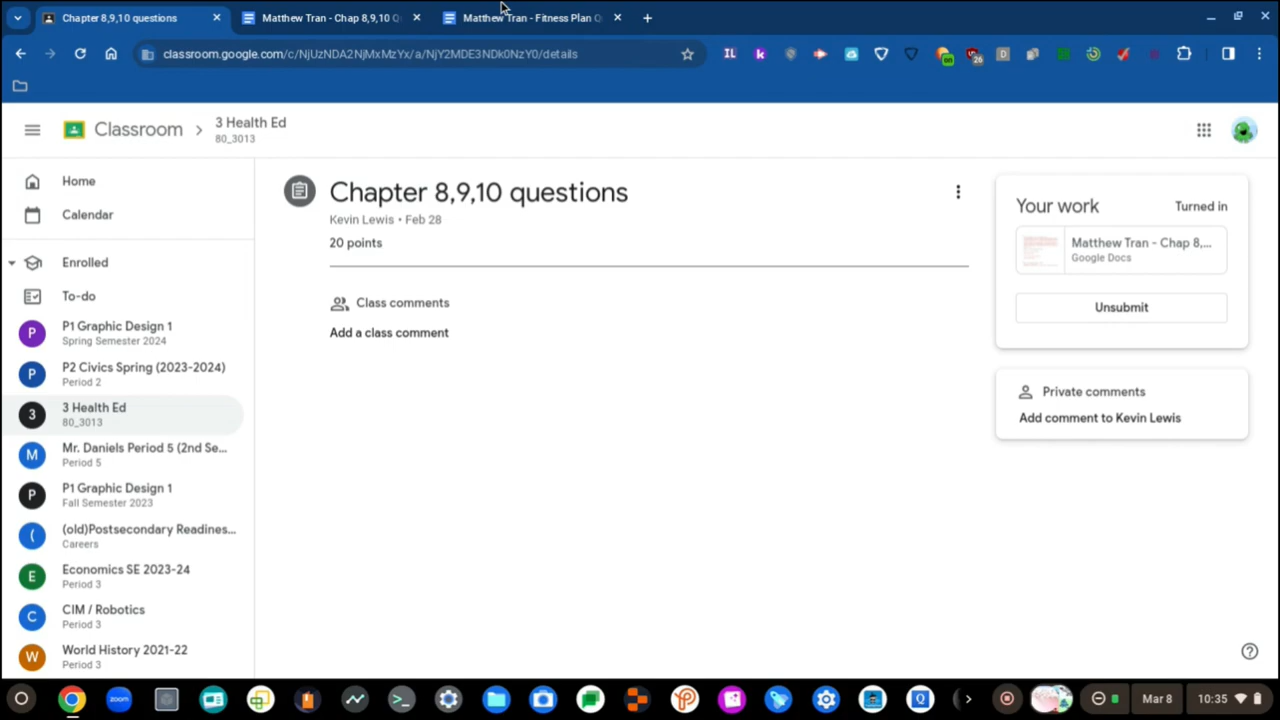 Chapter 8,9,10 questions
Matthew Tran - Chap 8,9,10 Q
Matthew Tran - Fitness Plan Q
classroom.google.com/c/NjUzNDA2NjMxMzYx/a/NjY2MDE3NDk0NzY0/details
IL
k
on
26
D
Classroom
3 Health Ed
80_3013
Home
Calendar
Enrolled
To-do
P
P1 Graphic Design 1
Spring Semester 2024
P
P2 Civics Spring (2023-2024)
Period 2
3
3 Health Ed
80_3013
M
Mr. Daniels Period 5 (2nd Se...
Period 5
P
P1 Graphic Design 1
Fall Semester 2023
(
(old)Postsecondary Readines...
Careers
E
Economics SE 2023-24
Period 3
C
CIM / Robotics
Period 3
W
World History 2021-22
Period 3
Chapter 8,9,10 questions
Kevin Lewis • Feb 28
20 points
Class comments
Add a class comment
Your work
Turned in
Matthew Tran - Chap 8,...
Google Docs
Unsubmit
Private comments
Add comment to Kevin Lewis
zoom
Q
Mar 8
10:35